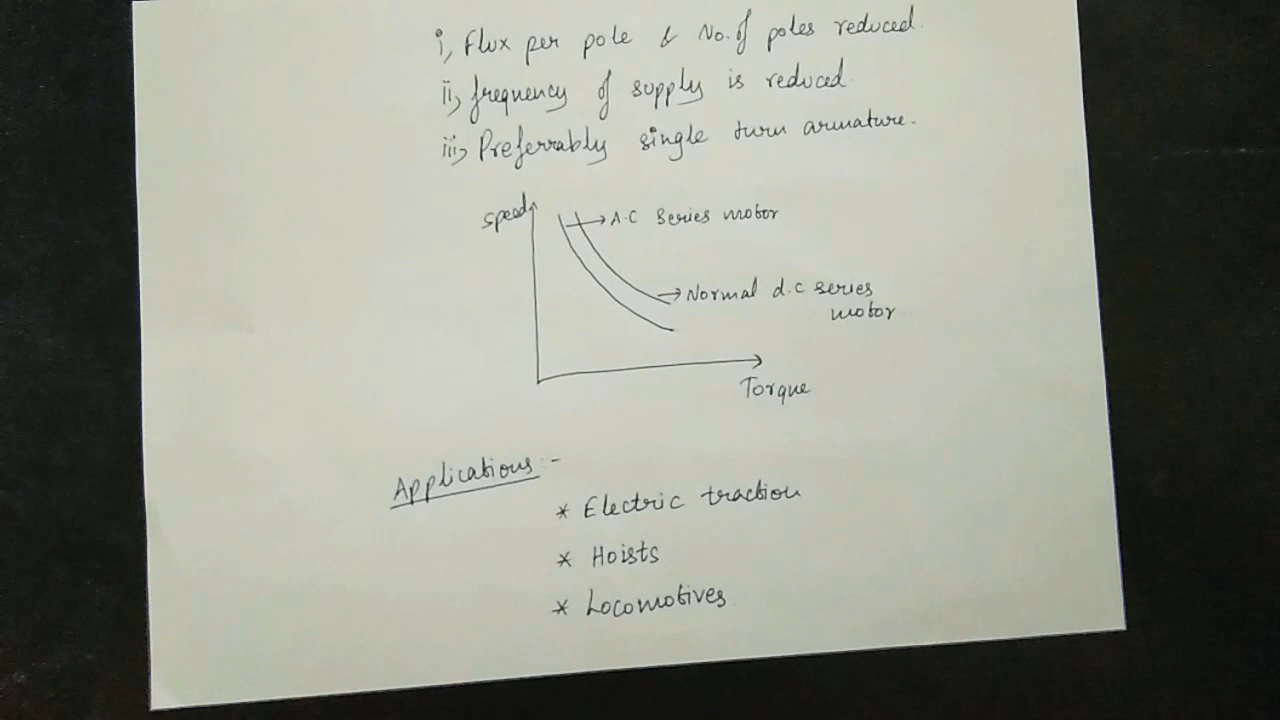 i, Flux per pole & No. of poles reduced.
ii, frequency of supply is reduced
iii, Preferrably single turn armature.
speed
A.C Series motor
Normal d.c series
motor
Torque
Applications :-
* Electric traction
* Hoists
* Locomotives